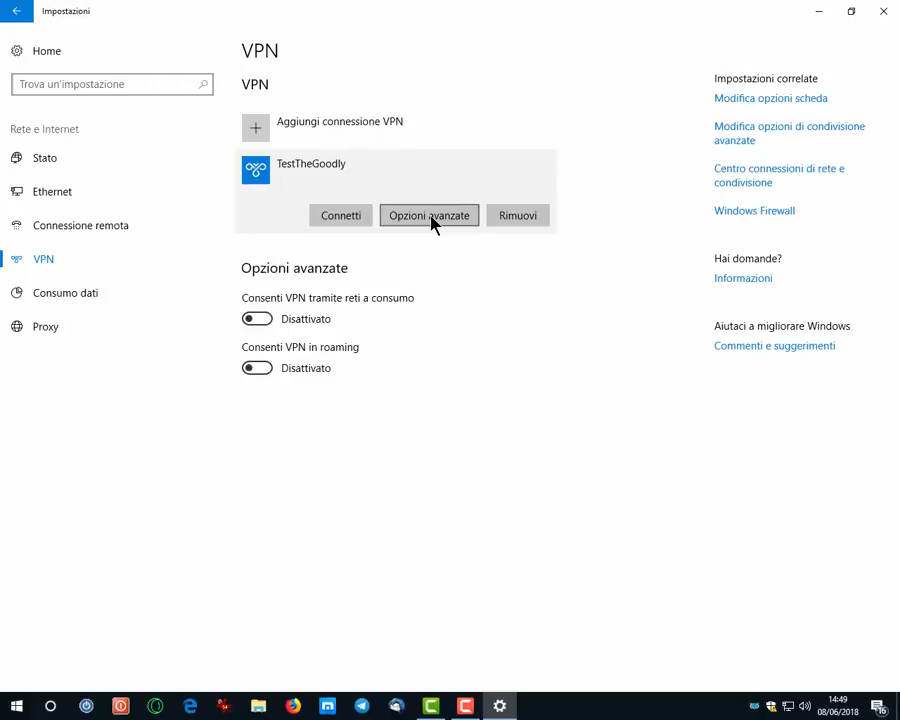 Impostazioni
Home
Trova un'impostazione
Rete e Internet
Stato
Ethernet
Connessione remota
VPN
Consumo dati
Proxy
VPN
VPN
Aggiungi connessione VPN
TestTheGoodly
Connetti
Opzioni avanzate
Rimuovi
Opzioni avanzate
Consenti VPN tramite reti a consumo
Disattivato
Consenti VPN in roaming
Disattivato
Impostazioni correlate
Modifica opzioni scheda
Modifica opzioni di condivisione
avanzate
Centro connessioni di rete e
condivisione
Windows Firewall
Hai domande?
Informazioni
Aiutaci a migliorare Windows
Commenti e suggerimenti
14:49
08/06/2018
16